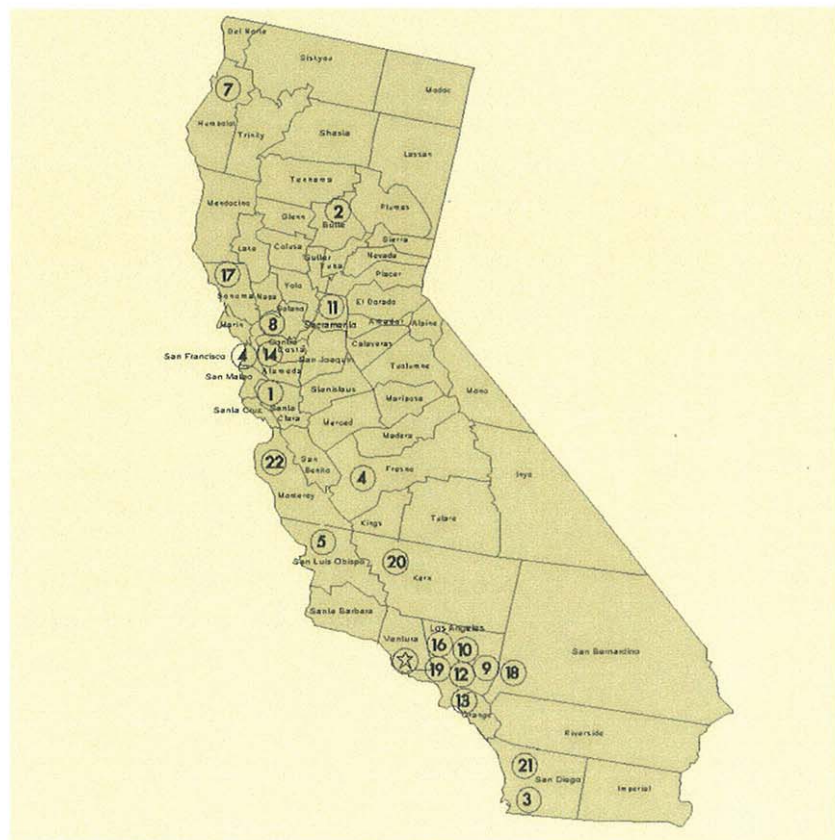 Del Norte
Siskyou
Modoc
7
Humboldt
Trinity
Shasta
Lassen
Tehama
Mendocino
Glenn
2
Butte
Plumas
Sierra
Lake
Colusa
Sutter
Yuba
Nevada
Placer
17
Sonoma
Napa
Yolo
11
El Dorado
Solano
Sacramento
Amador
Alpine
Marin
8
Contra
Costa
Calaveras
San Francisco
4
14
San Joaquin
Tuolumne
San Mateo
Alameda
Mono
1
Stanislaus
Mariposa
Santa Cruz
Santa
Clara
Merced
Madera
22
San
Benito
4
Fresno
Inyo
Monterey
Kings
Tulare
5
San Luis Obispo
20
Kern
Santa Barbara
Los Angeles
Ventura
16
10
San Bernardino
19
12
9
18
13
Orange
Riverside
21
San Diego
Imperial
3